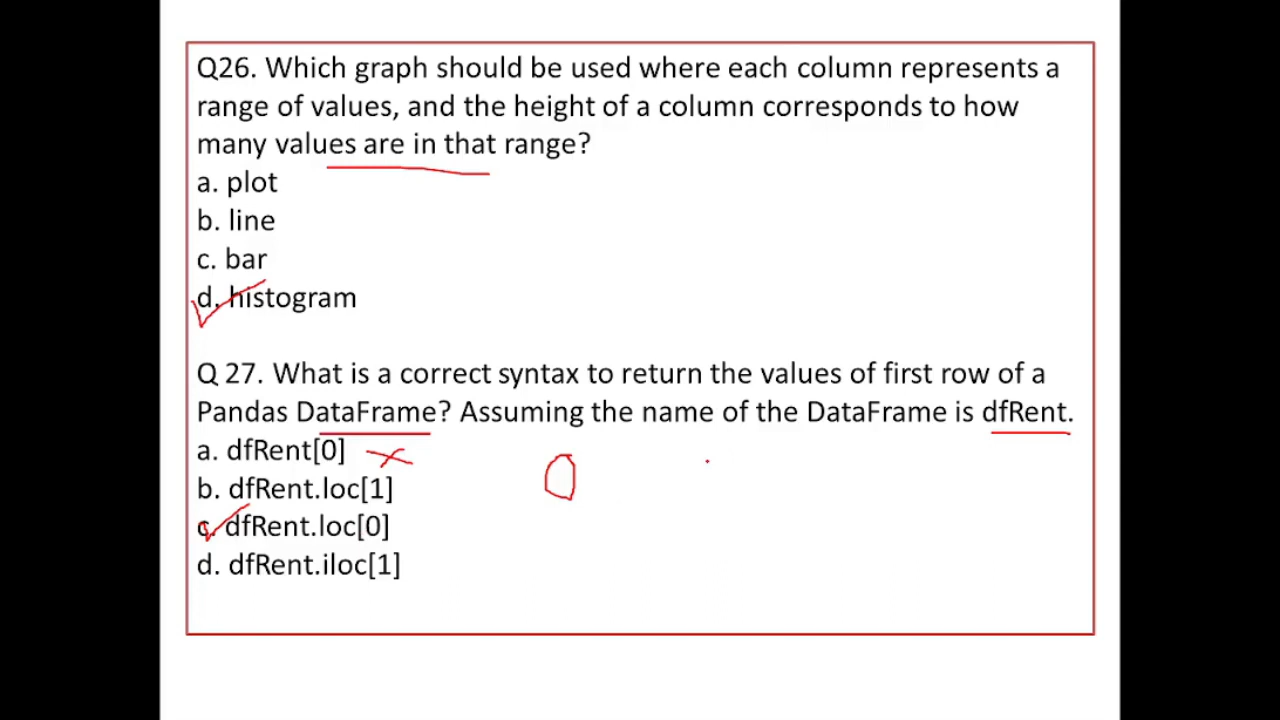 Q26. Which graph should be used where each column represents a
range of values, and the height of a column corresponds to how
many values are in that range?
a. plot
b. line
c. bar
d. histogram
Q 27. What is a correct syntax to return the values of first row of a
Pandas DataFrame? Assuming the name of the DataFrame is dfRent.
a. dfRent[0]
b. dfRent.loc[1]
c. dfRent.loc[0]
d. dfRent.iloc[1]
0